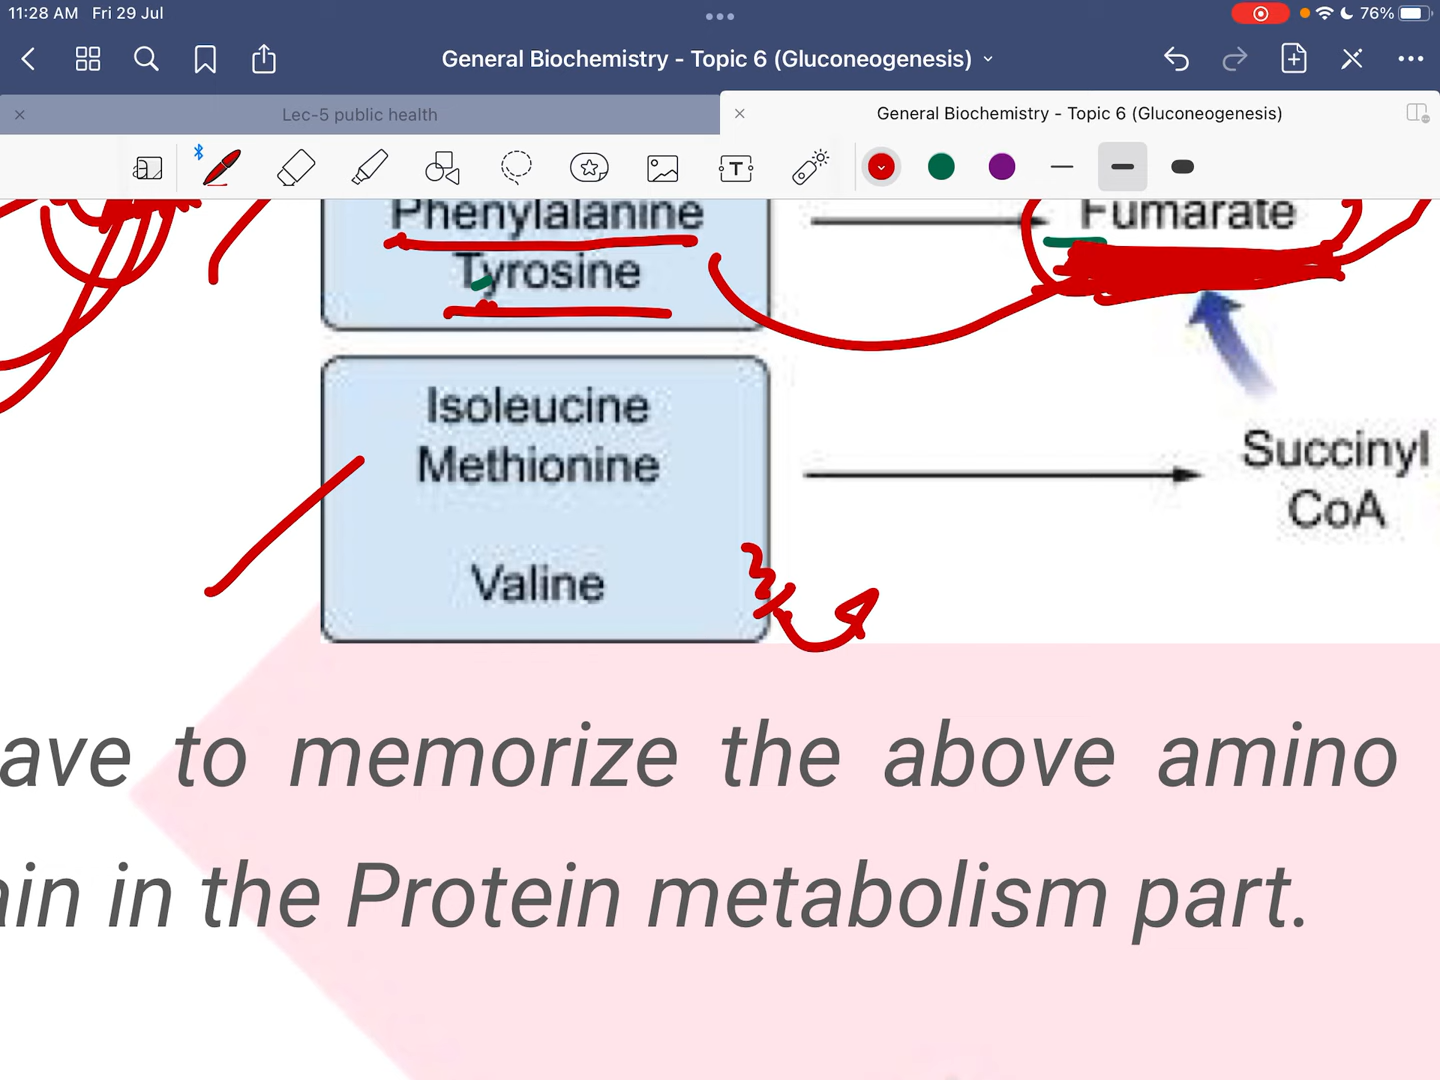 11:28 AM Fri 29 Jul
76%
General Biochemistry - Topic 6 (Gluconeogenesis)
Lec-5 public health
General Biochemistry - Topic 6 (Gluconeogenesis)
T
Phenylalanine
Fumarate
Tyrosine
Isoleucine
Methionine
Succinyl
CoA
Valine
ave to memorize the above amino
ain in the Protein metabolism part.